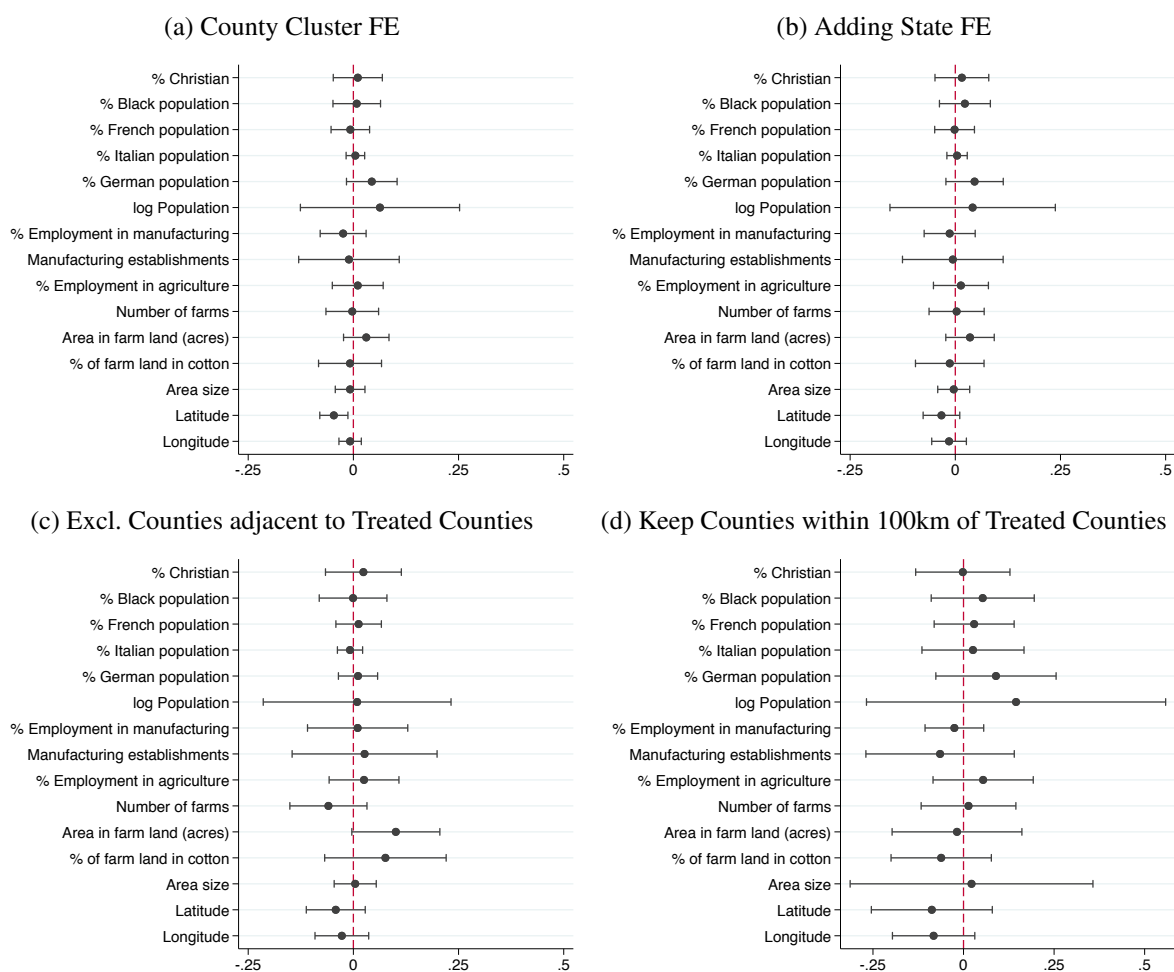 (a) County Cluster FE
% Christian
% Black population
% French population
% Italian population
% German population
log Population
% Employment in manufacturing
Manufacturing establishments
% Employment in agriculture
Number of farms
Area in farm land (acres)
% of farm land in cotton
Area size
Latitude
Longitude
-.25 0 .25 .5
(b) Adding State FE
% Christian
% Black population
% French population
% Italian population
% German population
log Population
% Employment in manufacturing
Manufacturing establishments
% Employment in agriculture
Number of farms
Area in farm land (acres)
% of farm land in cotton
Area size
Latitude
Longitude
-.25 0 .25 .5
(c) Excl. Counties adjacent to Treated Counties
% Christian
% Black population
% French population
% Italian population
% German population
log Population
% Employment in manufacturing
Manufacturing establishments
% Employment in agriculture
Number of farms
Area in farm land (acres)
% of farm land in cotton
Area size
Latitude
Longitude
-.25 0 .25 .5
(d) Keep Counties within 100km of Treated Counties
% Christian
% Black population
% French population
% Italian population
% German population
log Population
% Employment in manufacturing
Manufacturing establishments
% Employment in agriculture
Number of farms
Area in farm land (acres)
% of farm land in cotton
Area size
Latitude
Longitude
-.25 0 .25 .5